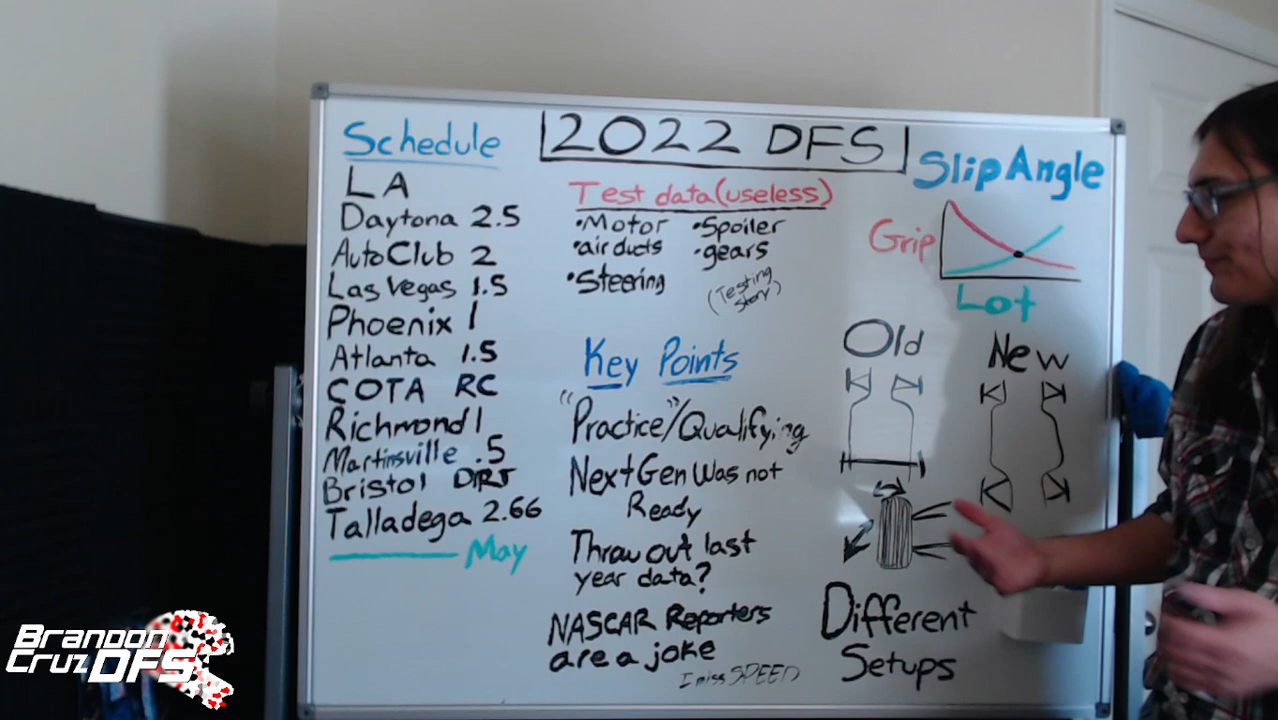 2022 DFS
Schedule
LA
Daytona 2.5
AutoClub 2
Las Vegas 1.5
Phoenix 1
Atlanta 1.5
COTA RC
Richmond 1
Martinsville .5
Bristol DIRT
Talladega 2.66
May
Test data(useless)
•Motor •Spoiler
•air ducts •gears
•Steering
(Testing
Story)
Key Points
"Practice"/Qualifying
NextGen Was not
Ready
Throw out last
year data?
NASCAR Reporters
are a joke
I miss SPEED
Slip Angle
Grip
Lot
Old
New
Different
Setups
Brandon
Cruz DFS